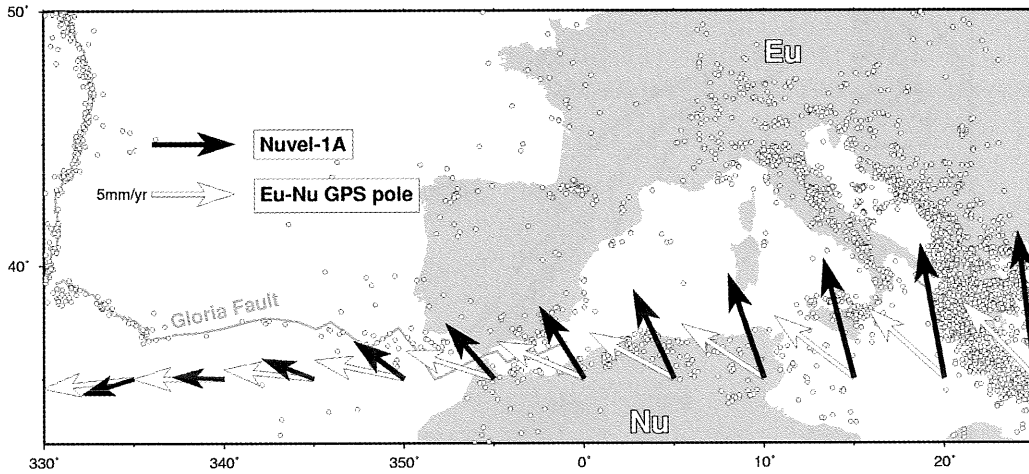 50°
Eu
Nuvel-1A
5mm/yr
Eu-Nu GPS pole
40°
Gloria Fault
Nu
330°
340°
350°
0°
10°
20°